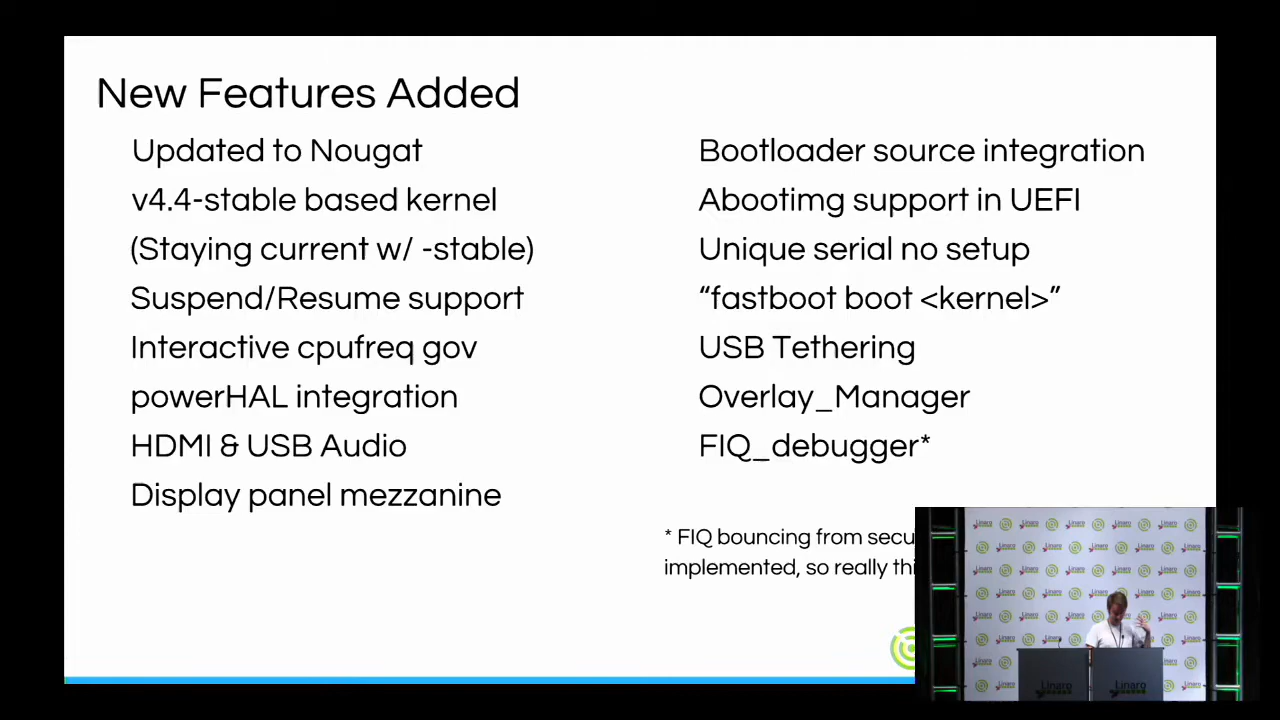 New Features Added
Updated to Nougat
v4.4-stable based kernel
(Staying current w/ -stable)
Suspend/Resume support
Interactive cpufreq gov
powerHAL integration
HDMI & USB Audio
Display panel mezzanine
Bootloader source integration
Abootimg support in UEFI
Unique serial no setup
“fastboot boot <kernel>”
USB Tethering
Overlay_Manager
FIQ_debugger*
* FIQ bouncing from secu
implemented, so really thi
Linaro
Linaro